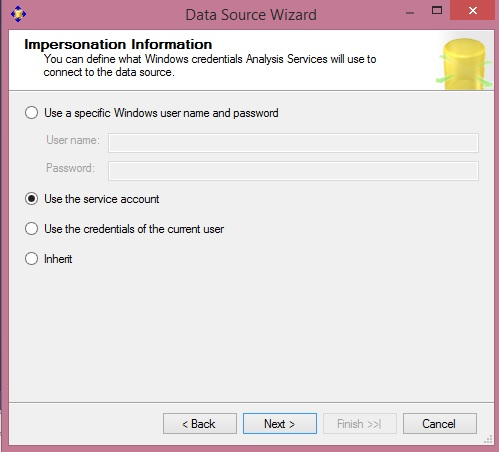 Data Source Wizard
Impersonation Information
You can define what Windows credentials Analysis Services will use to
connect to the data source.
Use a specific Windows user name and password
User name:
Password:
Use the service account
Use the credentials of the current user
Inherit
< Back
Next >
Finish >>|
Cancel